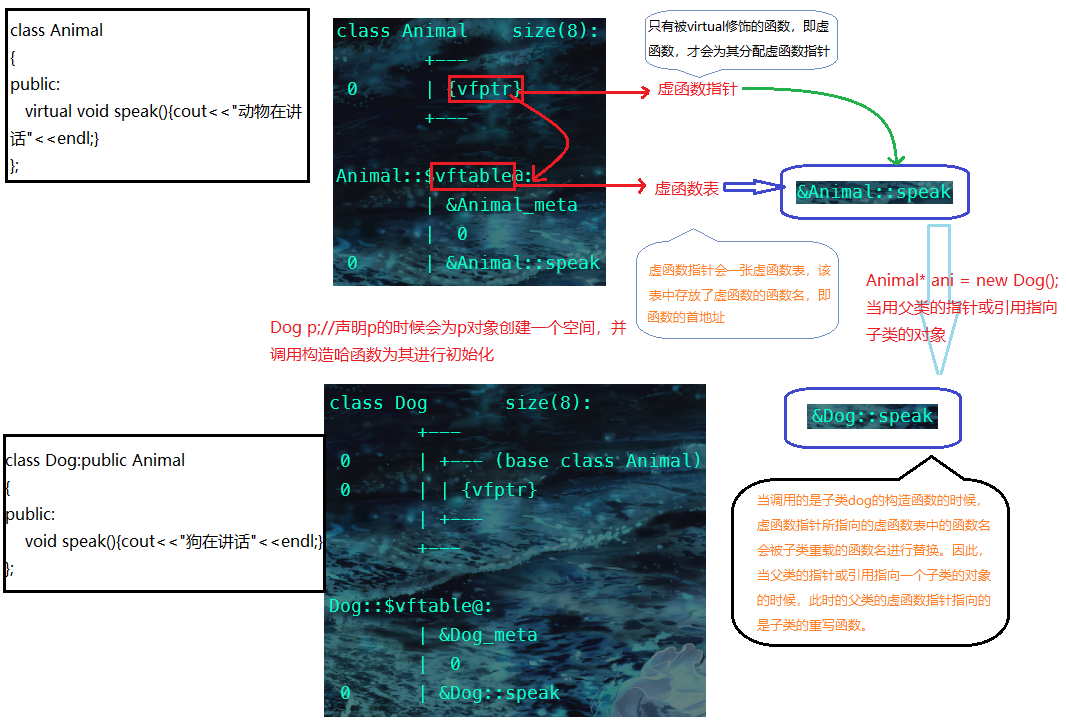 class Animal
{
public:
virtual void speak(){cout<<"动物在讲
话"<<endl;}
};
class Animal size(8):
+---
0 | {vfptr}
+---
Animal::$vftable@:
| &Animal_meta
| 0
0 | &Animal::speak
只有被virtual修饰的函数，即虚
函数，才会为其分配虚函数指针
虚函数指针
虚函数表
&Animal::speak
虚函数指针会一张虚函数表，该
表中存放了虚函数的函数名，即
函数的首地址
Animal* ani = new Dog();
当用父类的指针或引用指向
子类的对象
Dog p;//声明p的时候会为p对象创建一个空间，并
调用构造哈函数为其进行初始化
class Dog:public Animal
{
public:
void speak(){cout<<"狗在讲话"<<endl;}
};
class Dog size(8):
+---
0 | +--- (base class Animal)
0 | | {vfptr}
| +---
+---
Dog::$vftable@:
| &Dog_meta
| 0
0 | &Dog::speak
&Dog::speak
当调用的是子类dog的构造函数的时候，
虚函数指针所指向的虚函数表中的函数名
会被子类重载的函数名进行替换。因此，
当父类的指针或引用指向一个子类的对象
的时候，此时的父类的虚函数指针指向的
是子类的重写函数。